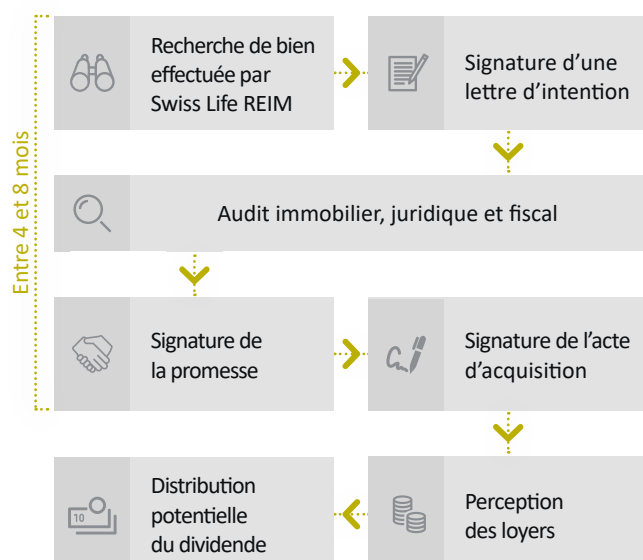 Entre 4 et 8 mois
Recherche de bien
effectuée par
Swiss Life REIM
Signature d’une
lettre d’intention
Audit immobilier, juridique et fiscal
Signature de
la promesse
Signature de l’acte
d’acquisition
Distribution
potentielle
du dividende
10
Perception
des loyers